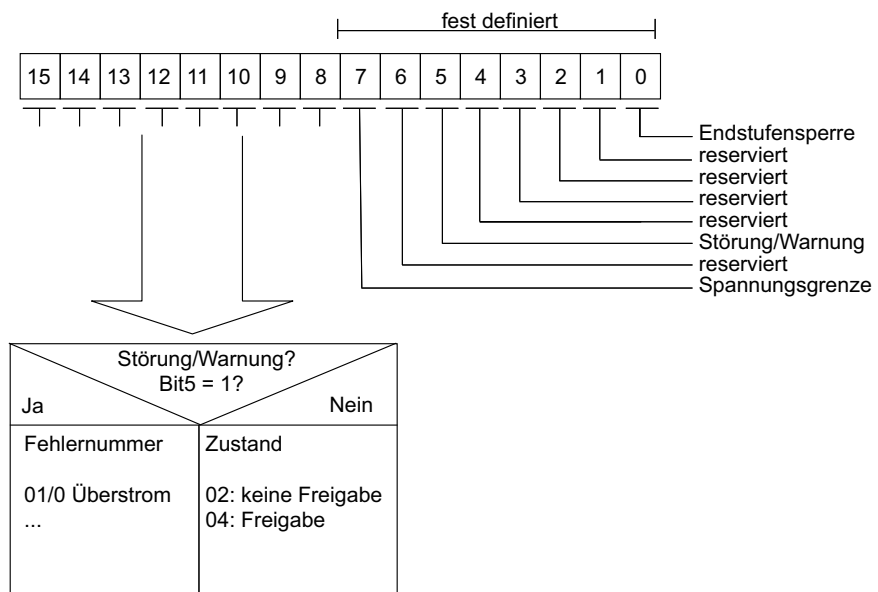 fest definiert
15 14 13 12 11 10 9 8 7 6 5 4 3 2 1 0
Endstufensperre
reserviert
reserviert
reserviert
reserviert
Störung/Warnung
reserviert
Spannungsgrenze
Störung/Warnung?
Bit5 = 1?
Ja
Nein
Fehlernummer
01/0 Überstrom
...
Zustand
02: keine Freigabe
04: Freigabe